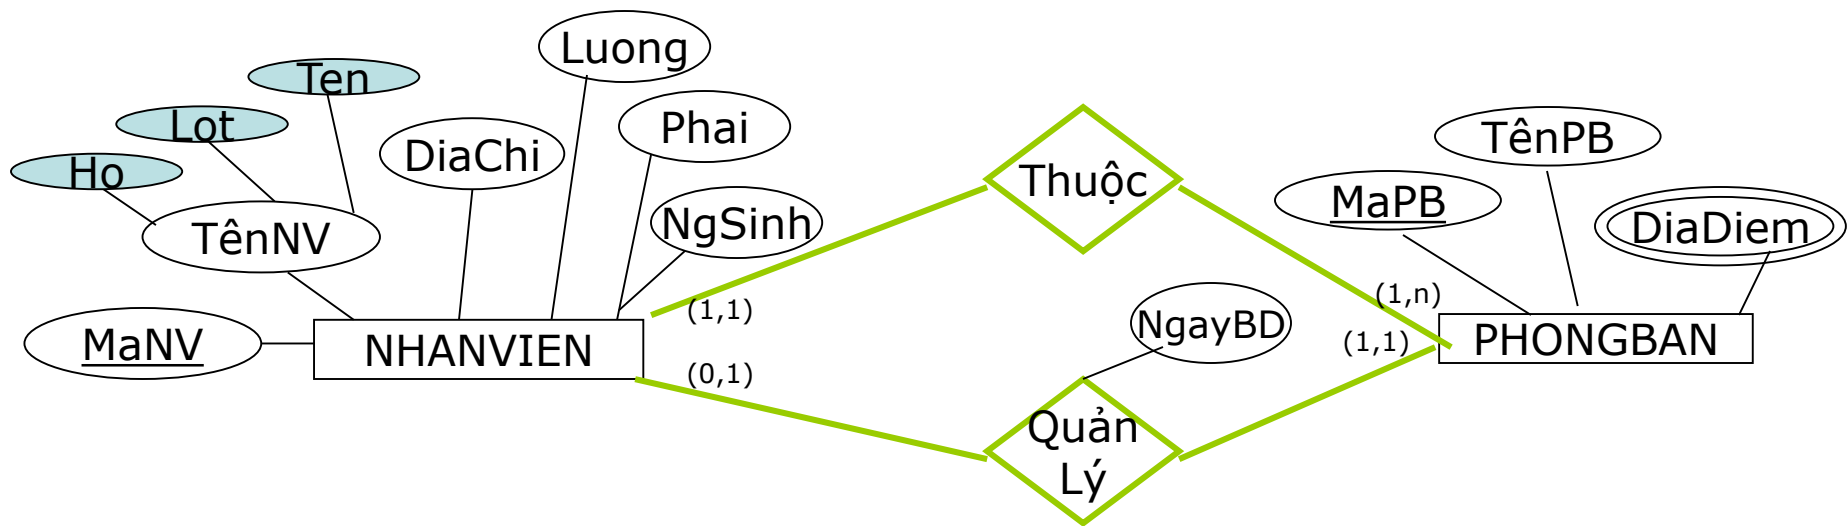 Luong
Ten
Lot
Phai
Ho
DiaChi
TênNV
NgSinh
MaNV
NHANVIEN
(1,1)
(0,1)
Thuộc
NgayBD
Quản
Lý
TênPB
MaPB
DiaDiem
(1,n)
(1,1)
PHONGBAN